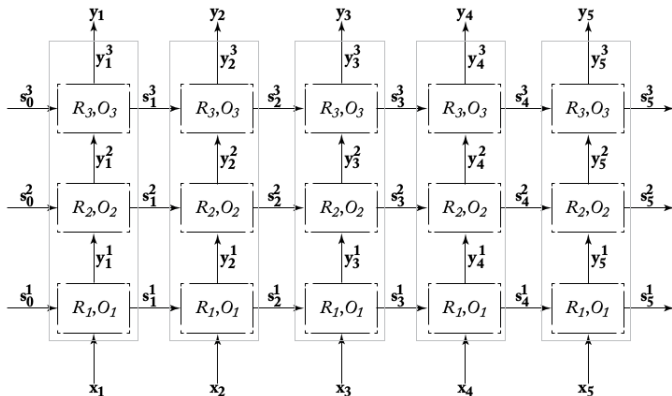 y₁ y₂ y₃ y₄ y₅
y₁³ y₂³ y₃³ y₄³ y₅³
s₀³ R₃,O₃ s₁³ R₃,O₃ s₂³ R₃,O₃ s₃³ R₃,O₃ s₄³ R₃,O₃ s₅³
y₁² y₂² y₃² y₄² y₅²
s₀² R₂,O₂ s₁² R₂,O₂ s₂² R₂,O₂ s₃² R₂,O₂ s₄² R₂,O₂ s₅²
y₁¹ y₂¹ y₃¹ y₄¹ y₅¹
s₀¹ R₁,O₁ s₁¹ R₁,O₁ s₂¹ R₁,O₁ s₃¹ R₁,O₁ s₄¹ R₁,O₁ s₅¹
x₁ x₂ x₃ x₄ x₅